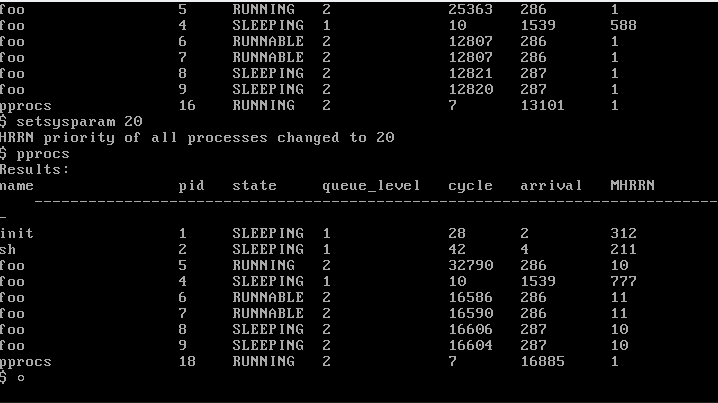 foo 5 RUNNING 2 25363 286 1
foo 4 SLEEPING 1 10 1539 588
foo 6 RUNNABLE 2 12807 286 1
foo 7 RUNNABLE 2 12807 286 1
foo 8 SLEEPING 2 12821 287 1
foo 9 SLEEPING 2 12820 287 1
pprocs 16 RUNNING 2 7 13101 1
$ setsysparam 20
HRRN priority of all processes changed to 20
$ pprocs
Results:
name pid state queue_level cycle arrival MHRRN
--------------------------------------------------------------------------
init 1 SLEEPING 1 28 2 312
sh 2 SLEEPING 1 42 4 211
foo 5 RUNNING 2 32790 286 10
foo 4 SLEEPING 1 10 1539 777
foo 6 RUNNABLE 2 16586 286 11
foo 7 RUNNABLE 2 16590 286 11
foo 8 SLEEPING 2 16606 287 10
foo 9 SLEEPING 2 16604 287 10
pprocs 18 RUNNING 2 7 16885 1
$